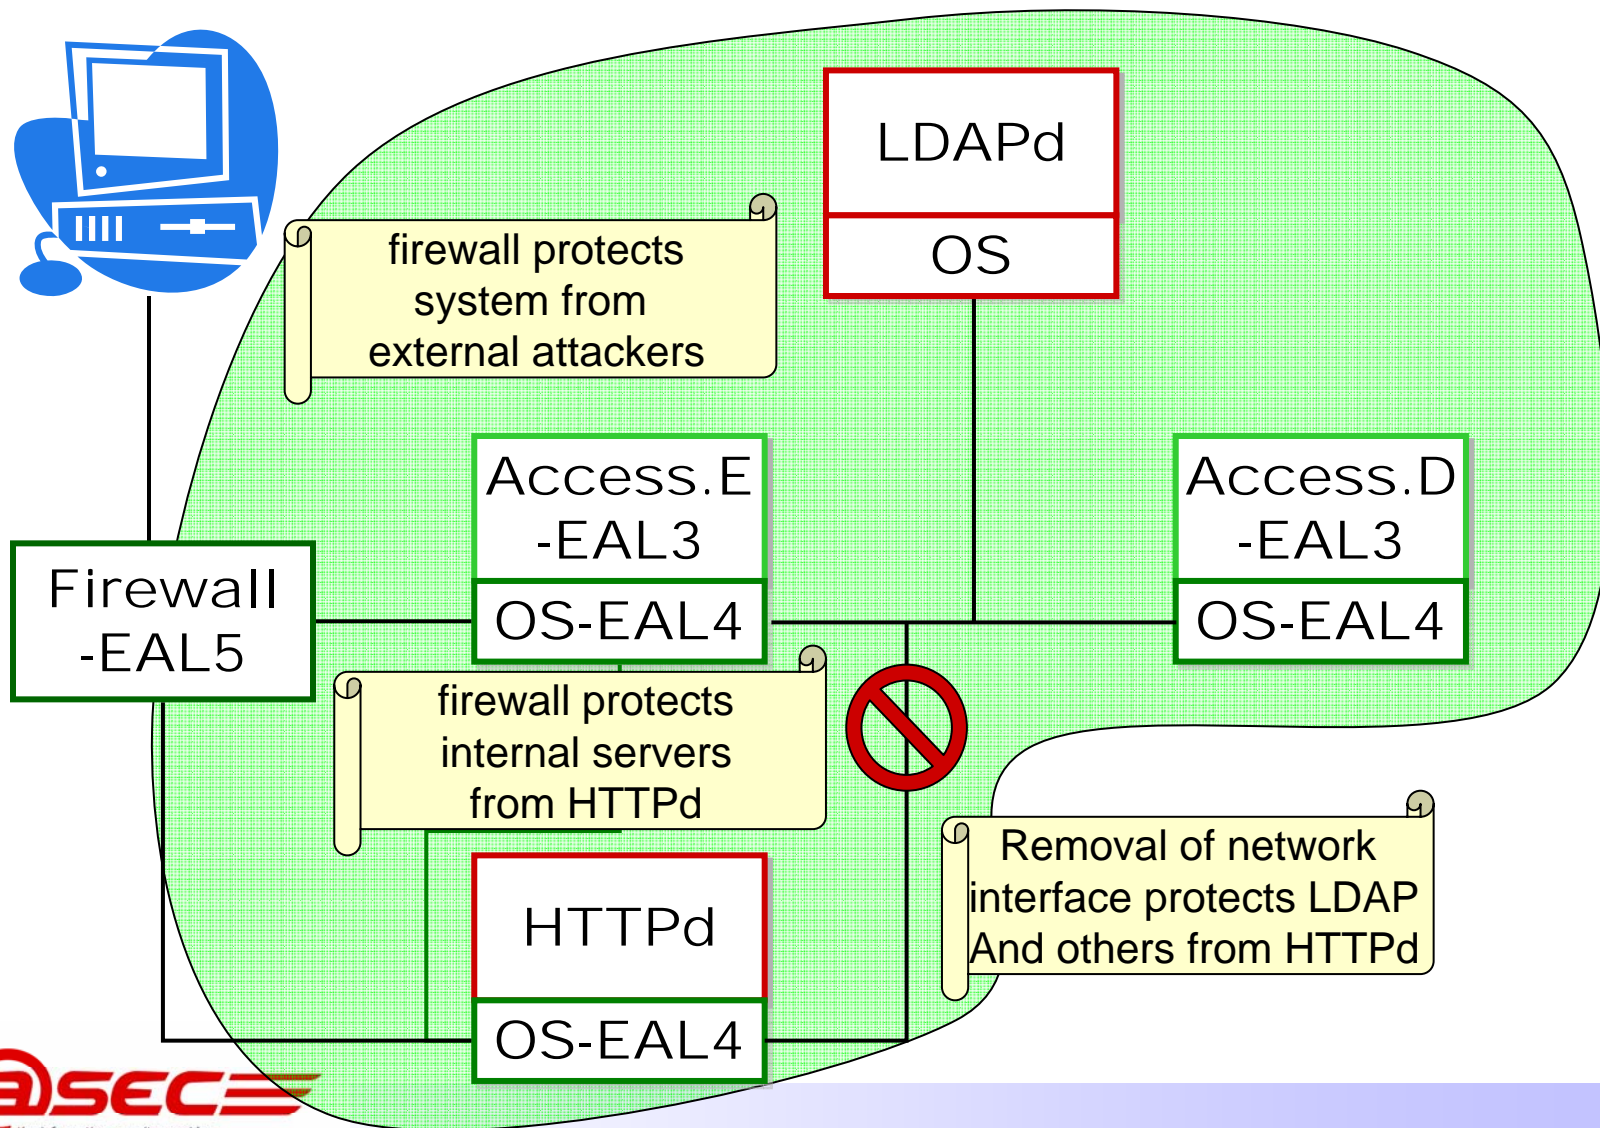 LDAPd
OS
firewall protects
system from
external attackers
Access.E
-EAL3
OS-EAL4
Access.D
-EAL3
OS-EAL4
Firewall
-EAL5
firewall protects
internal servers
from HTTPd
Removal of network
interface protects LDAP
And others from HTTPd
HTTPd
OS-EAL4
@SEC